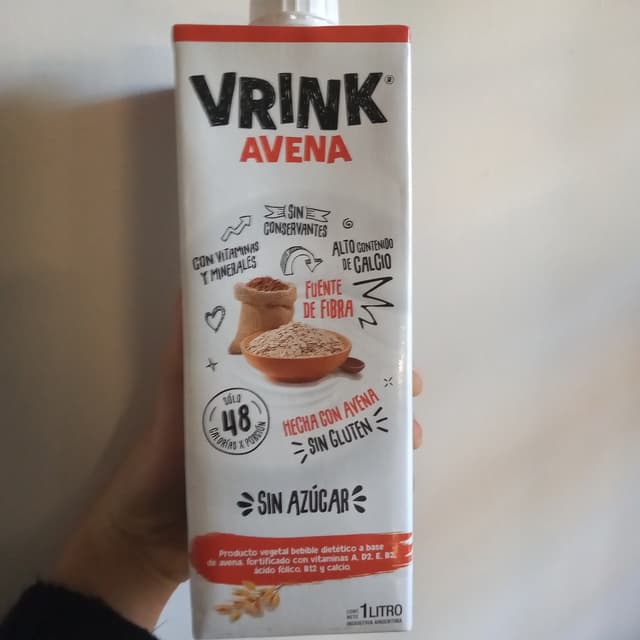 VRINK®
AVENA
SIN
CONSERVANTES
CON VITAMINAS
Y MINERALES
ALTO CONTENIDO
DE CALCIO
FUENTE
DE FIBRA
SÓLO
48
CALORÍAS X PORCIÓN
HECHA CON AVENA
SIN GLUTEN
SIN AZÚCAR
Producto vegetal bebible dietético a base
de avena, fortificado con vitaminas A, D2, E, B2,
ácido fólico, B12 y calcio.
CONT.
NETO
1 LITRO
INDUSTRIA ARGENTINA